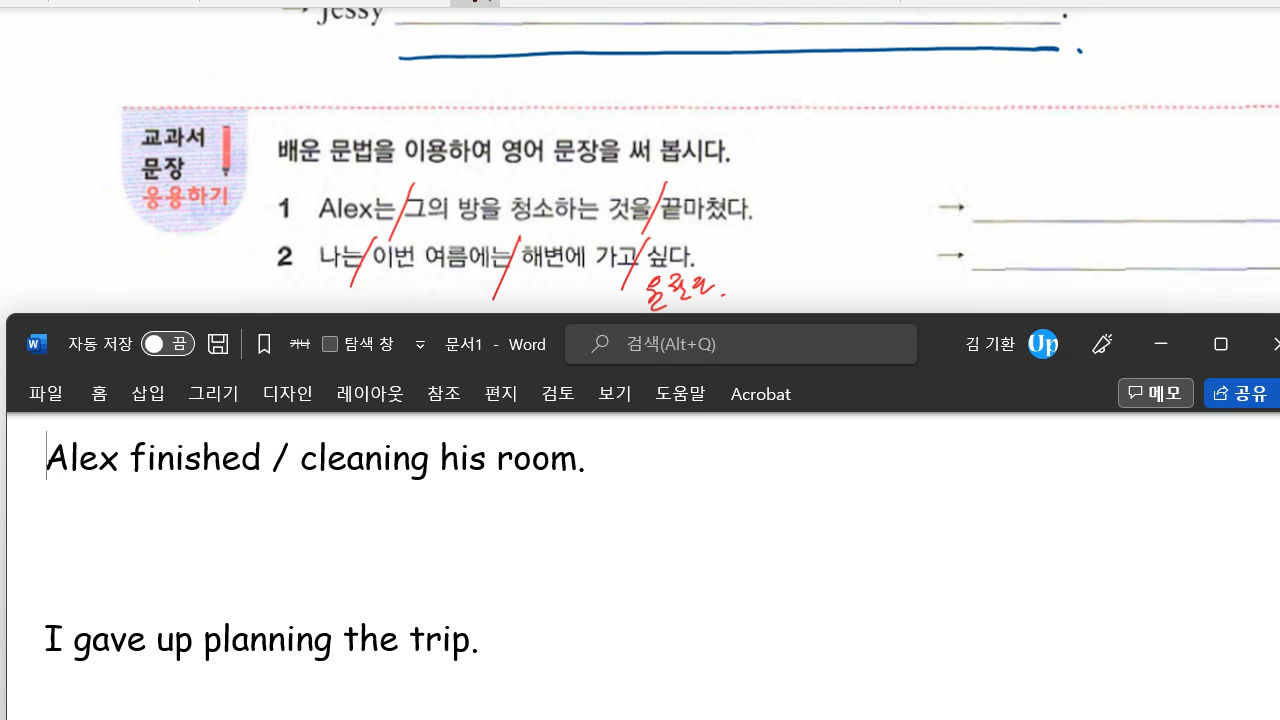 → Jessy .
교과서
문장
응용하기
배운 문법을 이용하여 영어 문장을 써 봅시다.
1 Alex는 그의 방을 청소하는 것을 끝마쳤다. →
2 나는 이번 여름에는 해변에 가고 싶다. →
자동 저장 끔 가나 탐색 창 문서1 - Word 검색(Alt+Q) 김 기환 Up
파일 홈 삽입 그리기 디자인 레이아웃 참조 편지 검토 보기 도움말 Acrobat 메모 공유
Alex finished / cleaning his room.
I gave up planning the trip.